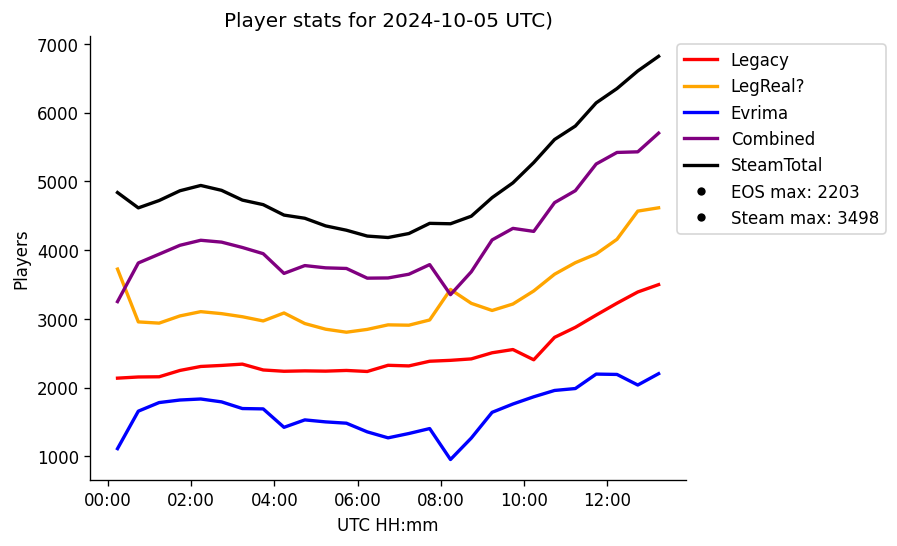 Player stats for 2024-10-05 UTC)
7000
6000
5000
4000
3000
2000
1000
Players
00:00 02:00 04:00 06:00 08:00 10:00 12:00
UTC HH:mm
Legacy
LegReal?
Evrima
Combined
SteamTotal
EOS max: 2203
Steam max: 3498